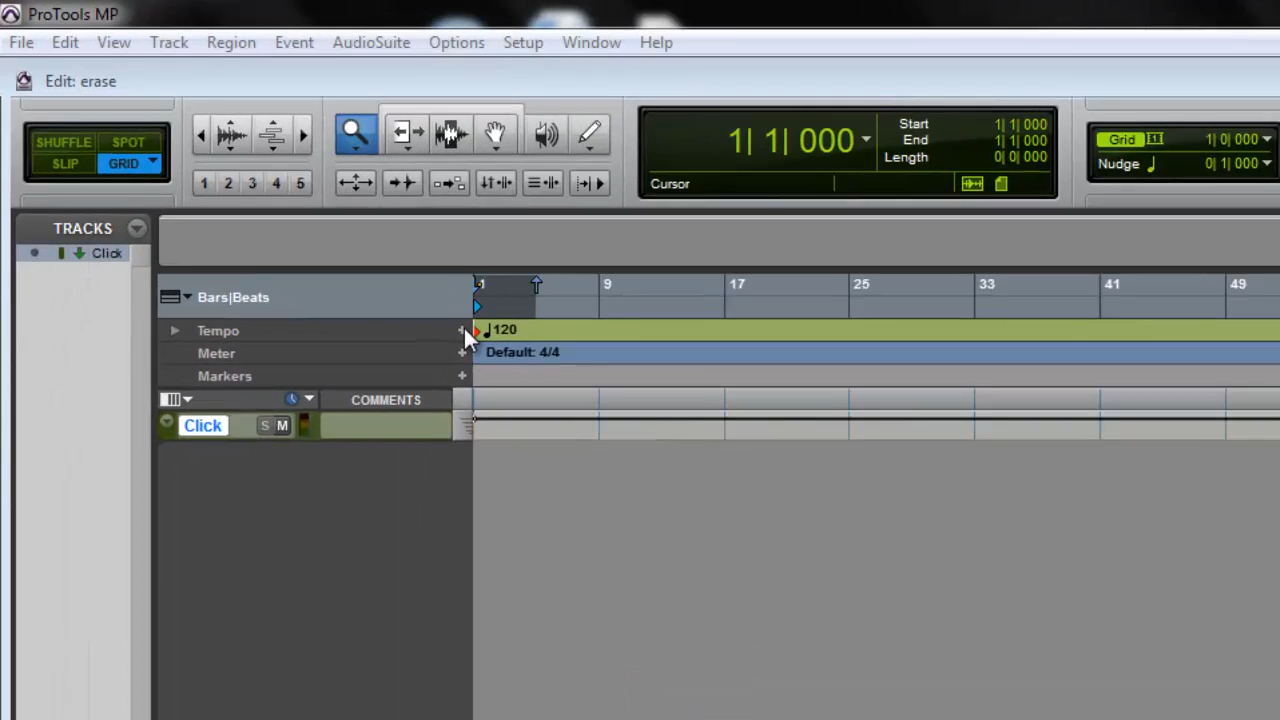 ProTools MP
File Edit View Track Region Event AudioSuite Options Setup Window Help
Edit: erase
SHUFFLE SPOT
SLIP GRID
1 2 3 4 5
1| 1| 000
Start 1| 1| 000
End 1| 1| 000
Length 0| 0| 000
Cursor
Grid 1| 0| 000
Nudge 0| 1| 000
TRACKS
Click
Bars|Beats 1 9 17 25 33 41 49
Tempo 120
Meter Default: 4/4
Markers
COMMENTS
Click S M